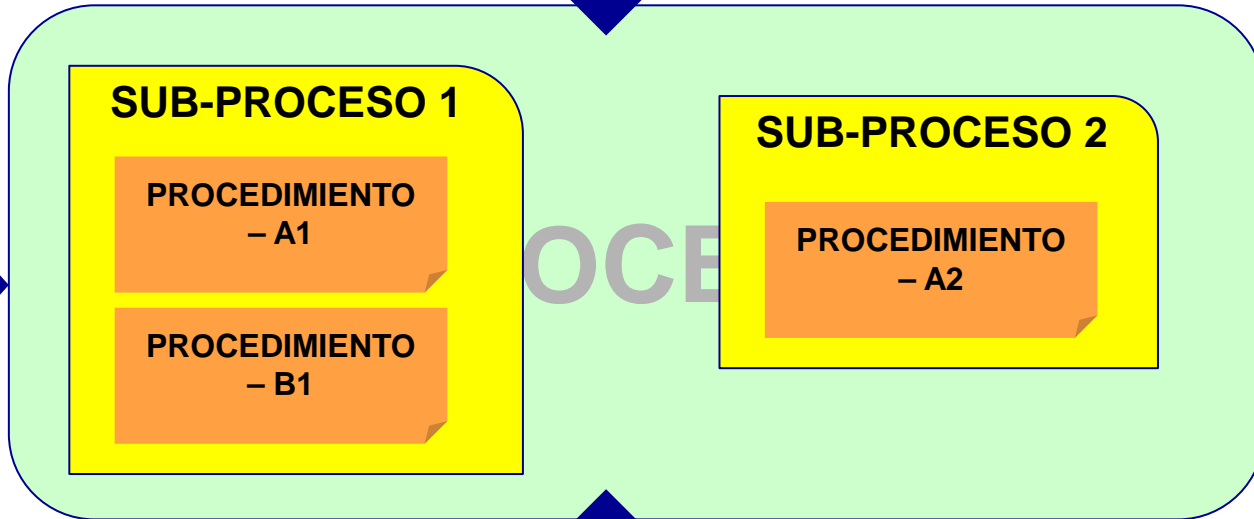 SUB-PROCESO 1
PROCEDIMIENTO
– A1
PROCEDIMIENTO
– B1
OCE
SUB-PROCESO 2
PROCEDIMIENTO
– A2